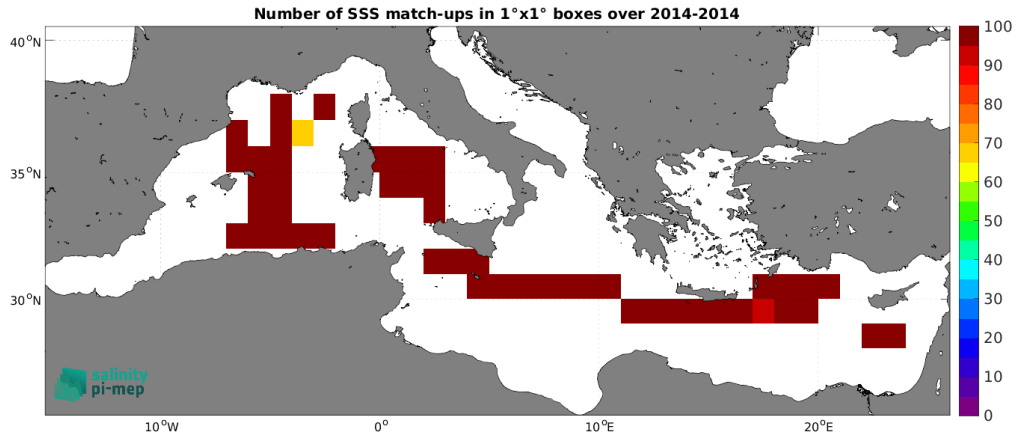 Number of SSS match-ups in 1°x1° boxes over 2014-2014
40°N
35°N
30°N
10°W
0°
10°E
20°E
100
90
80
70
60
50
40
30
20
10
0
salinity
pi-mep